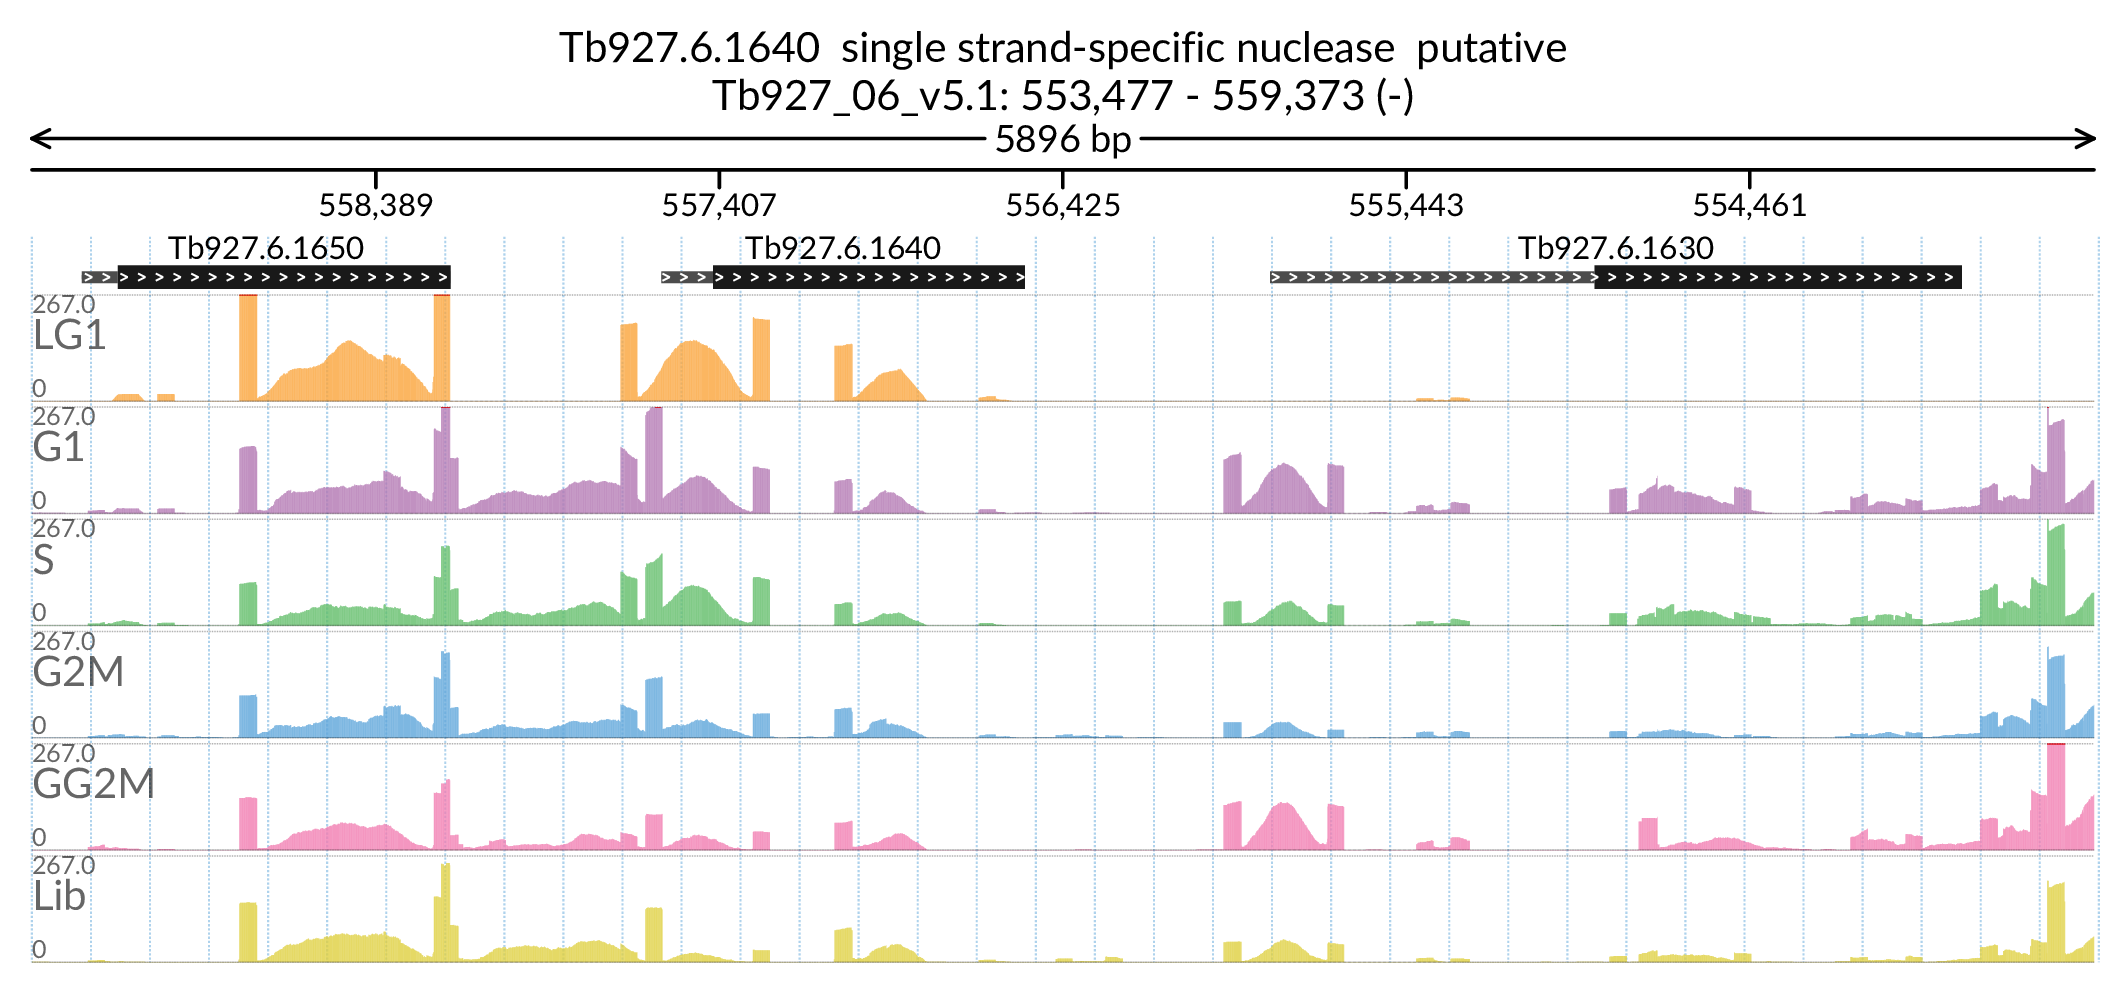 Tb927.6.1640  single strand-specific nuclease  putative
Tb927_06_v5.1: 553,477 - 559,373 (-)
5896 bp
558,389 557,407 556,425 555,443 554,461
Tb927.6.1650 Tb927.6.1640 Tb927.6.1630
267.0
LG1
0
267.0
G1
0
267.0
S
0
267.0
G2M
0
267.0
GG2M
0
267.0
Lib
0